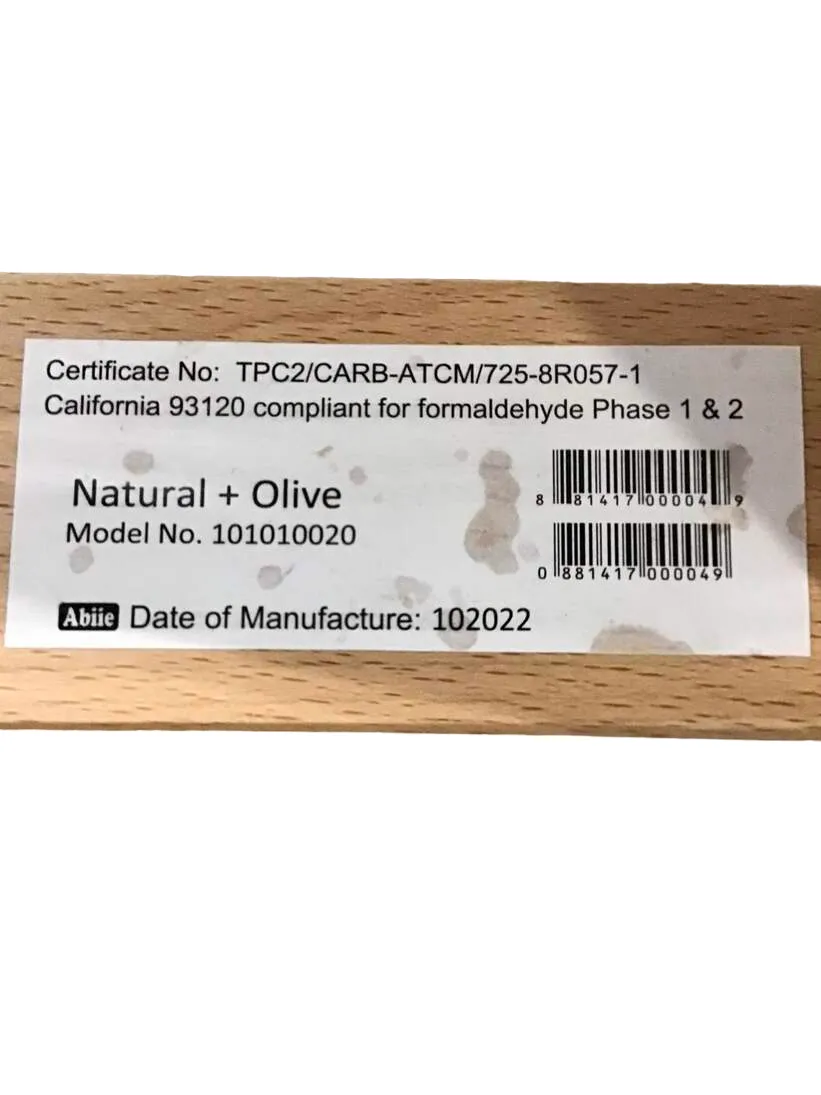 Certificate No: TPC2/CARB-ATCM/725-8R057-1
California 93120 compliant for formaldehyde Phase 1 & 2
Natural + Olive
Model No. 101010020
8 81417 00004 9
0 881417 000049
Abiie Date of Manufacture: 102022